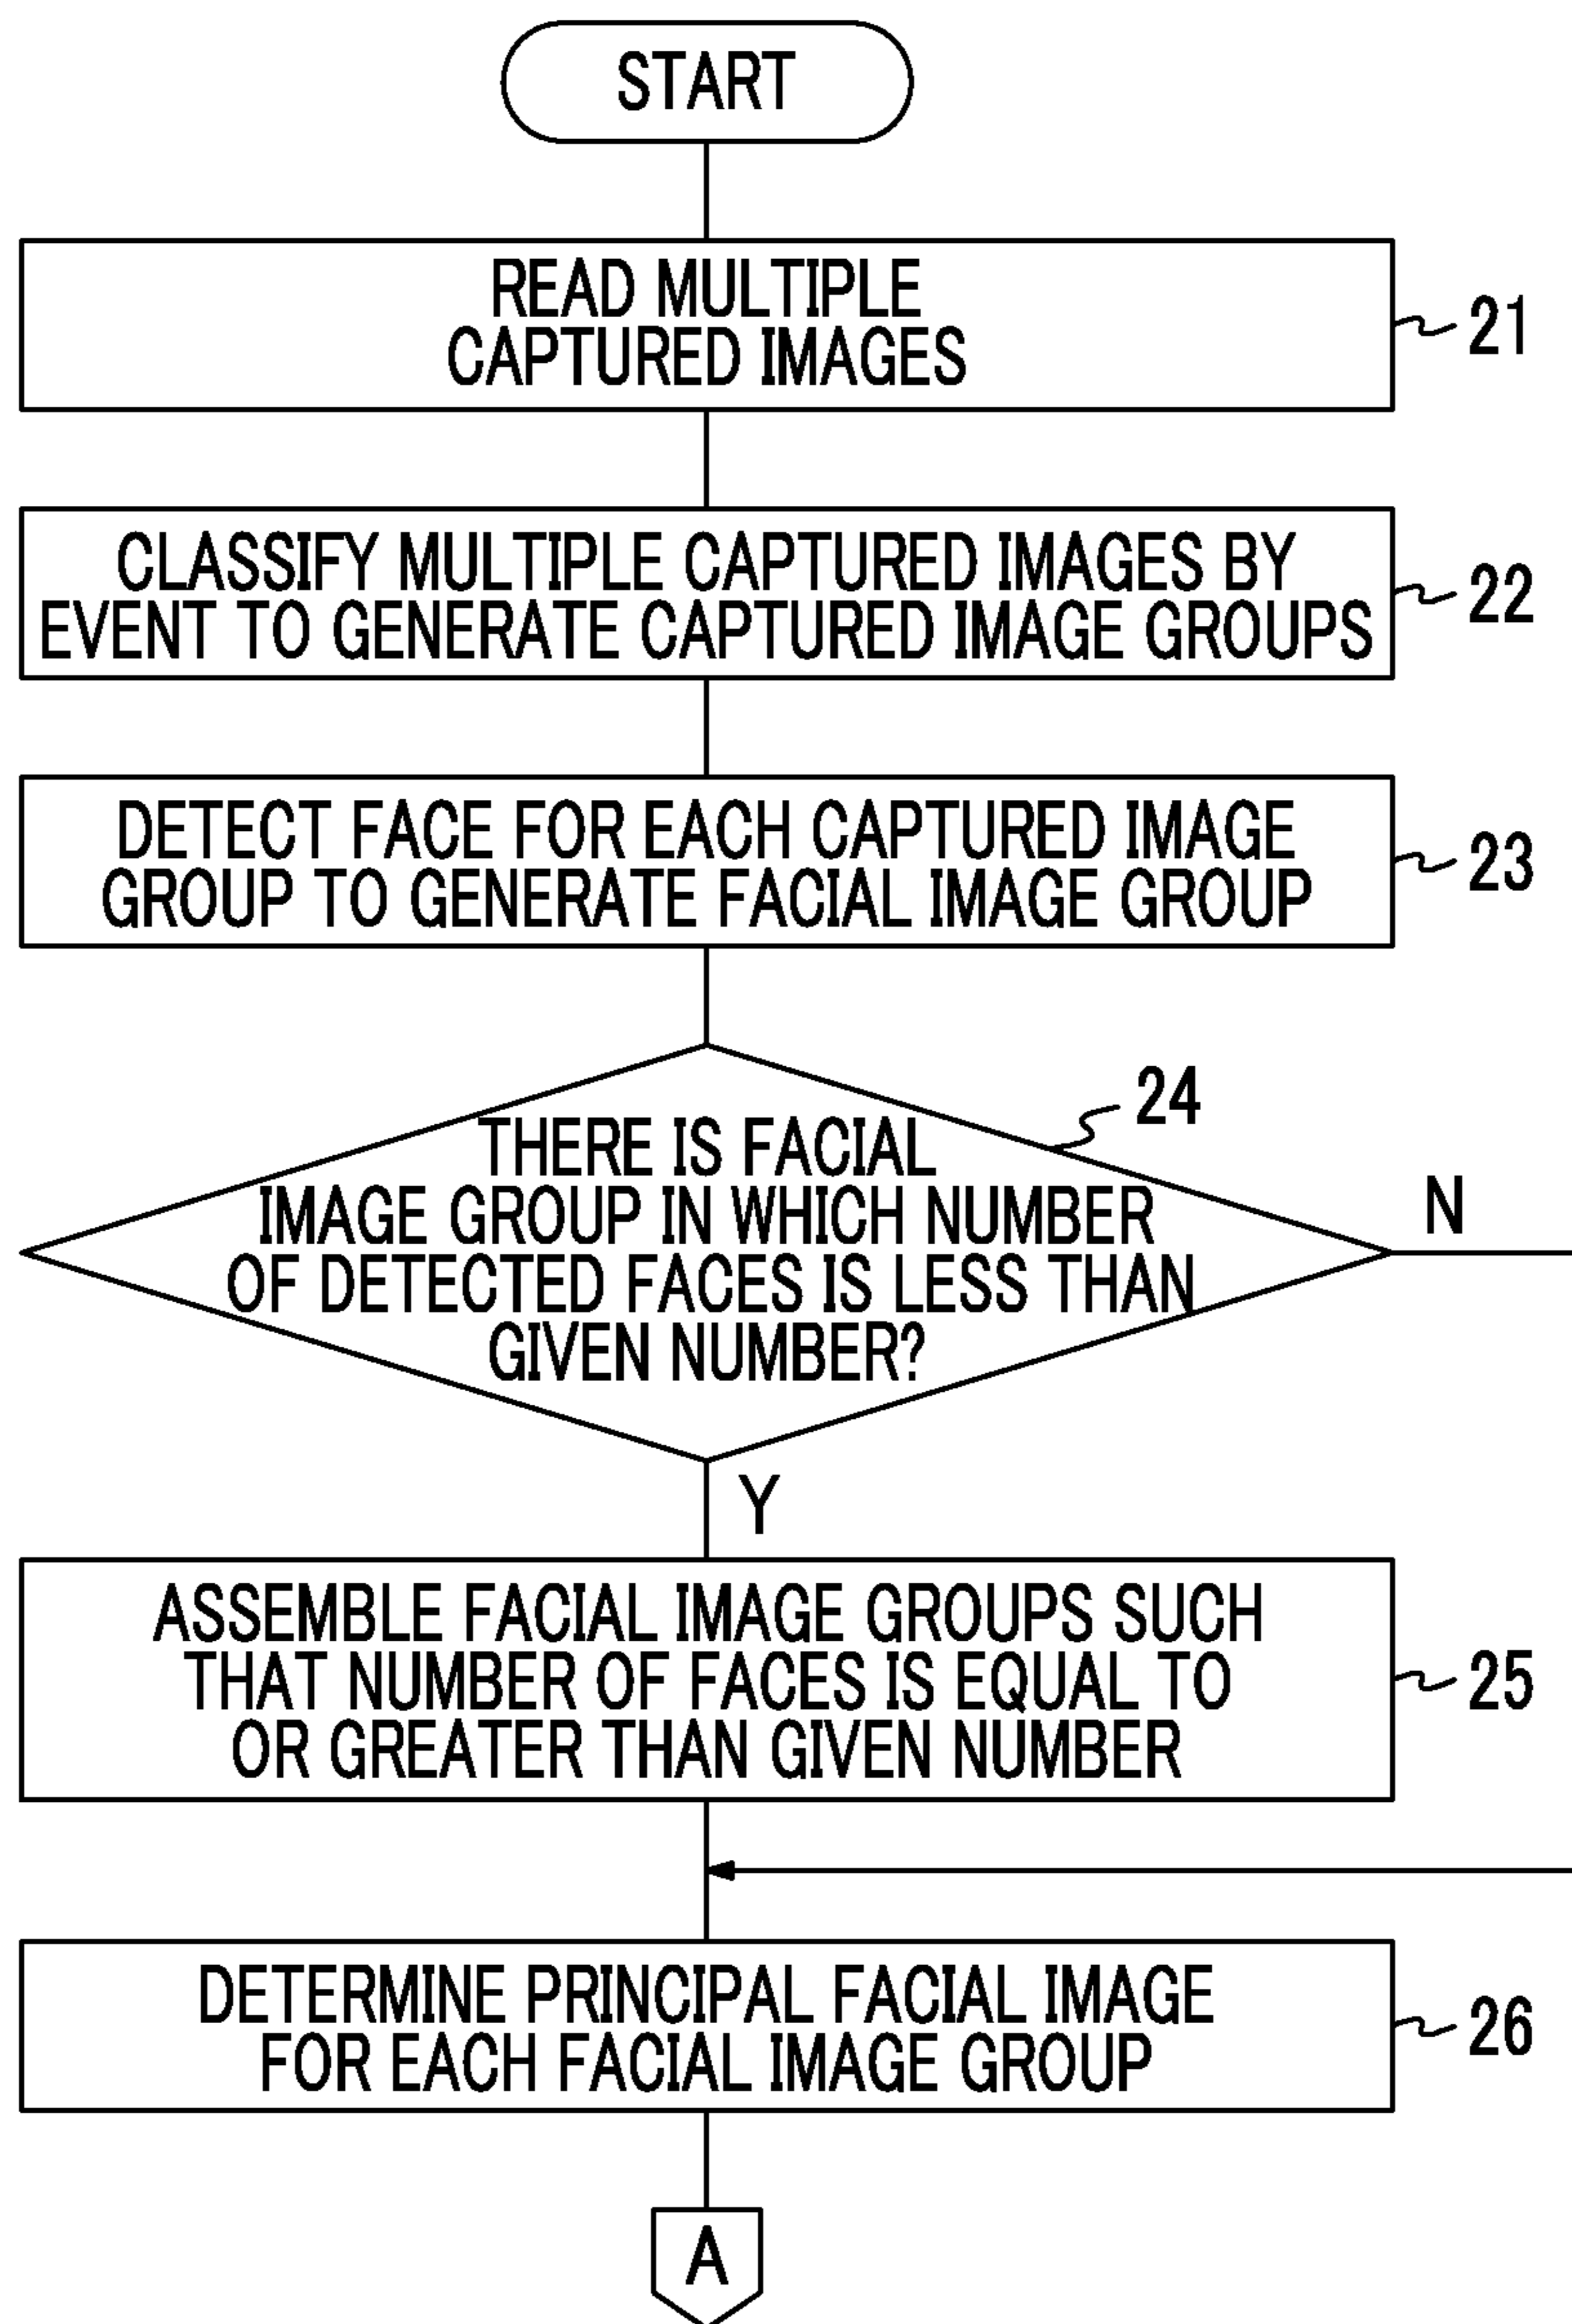 START
READ MULTIPLE
CAPTURED IMAGES
21
CLASSIFY MULTIPLE CAPTURED IMAGES BY
EVENT TO GENERATE CAPTURED IMAGE GROUPS
22
DETECT FACE FOR EACH CAPTURED IMAGE
GROUP TO GENERATE FACIAL IMAGE GROUP
23
24
THERE IS FACIAL
IMAGE GROUP IN WHICH NUMBER
OF DETECTED FACES IS LESS THAN
GIVEN NUMBER?
N
Y
ASSEMBLE FACIAL IMAGE GROUPS SUCH
THAT NUMBER OF FACES IS EQUAL TO
OR GREATER THAN GIVEN NUMBER
25
DETERMINE PRINCIPAL FACIAL IMAGE
FOR EACH FACIAL IMAGE GROUP
26
A